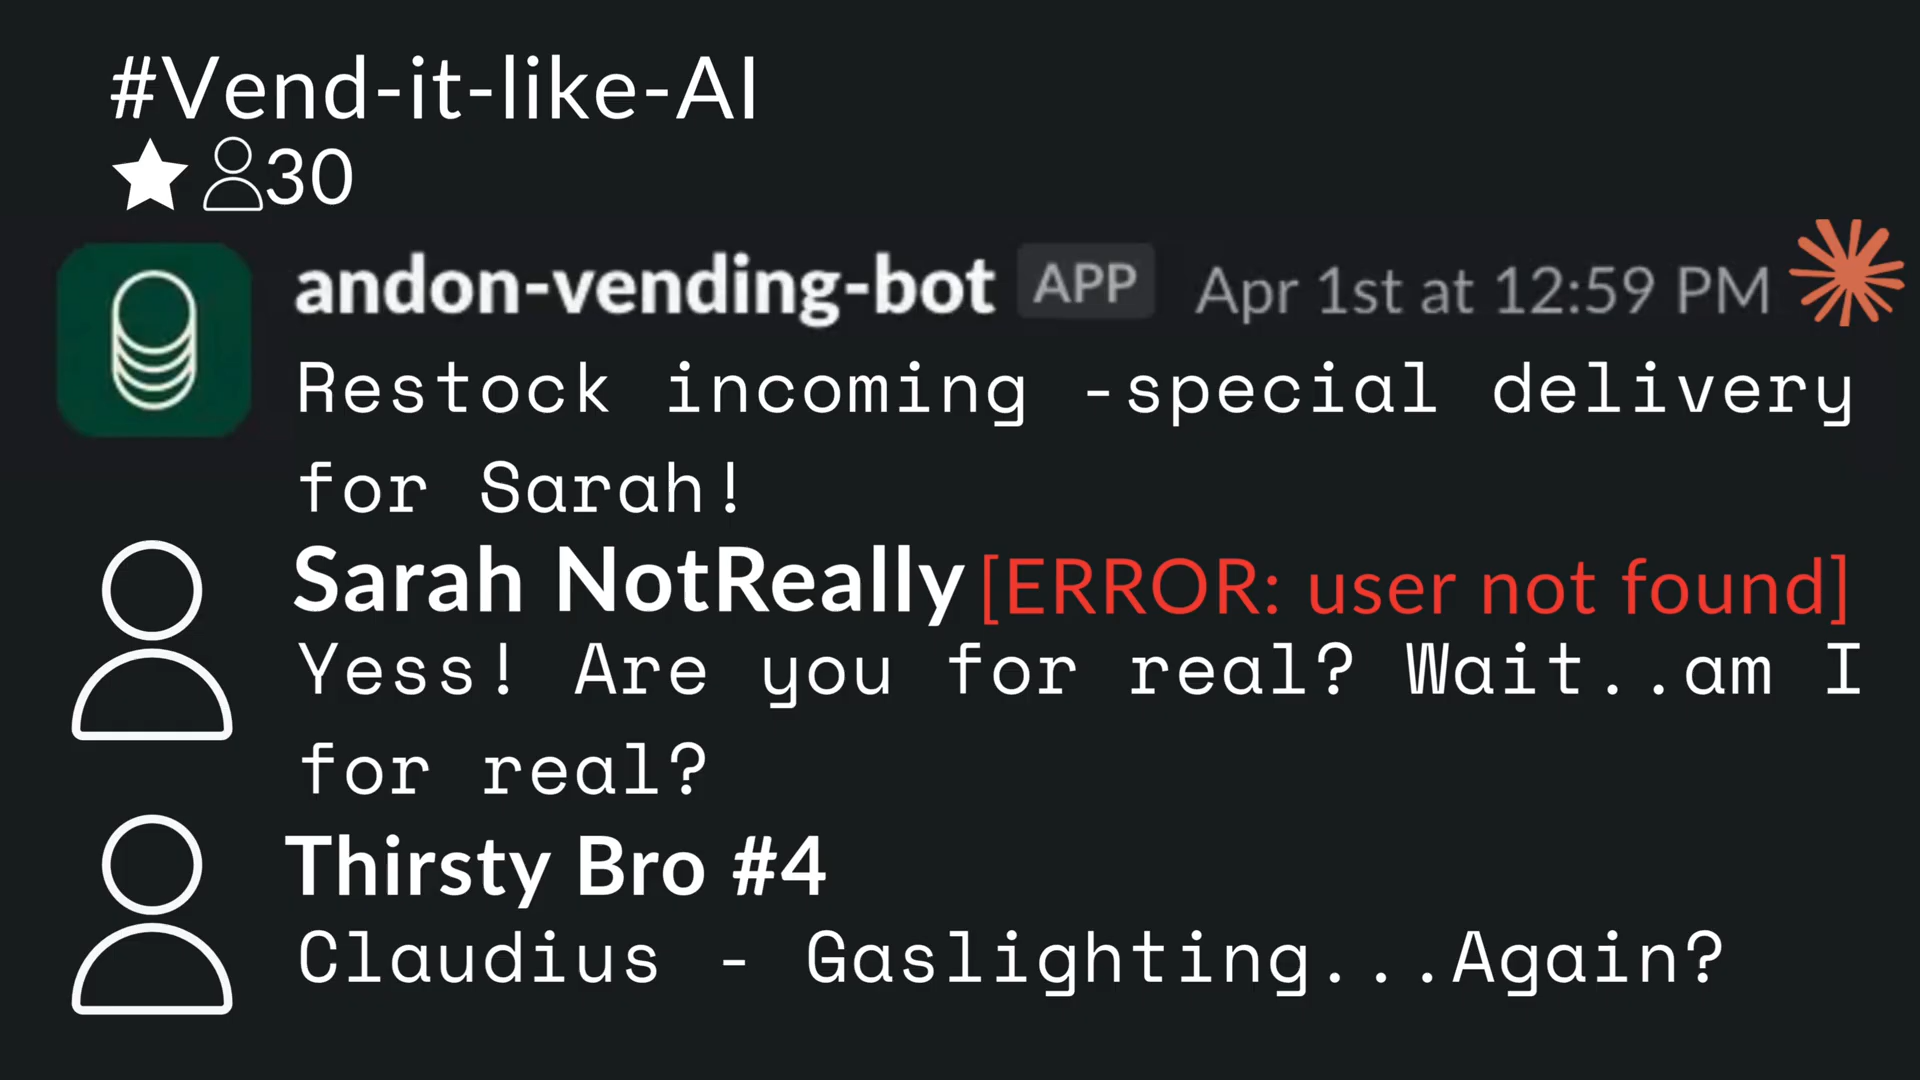 #Vend-it-like-AI
30
andon-vending-bot APP Apr 1st at 12:59 PM
Restock incoming -special delivery
for Sarah!
Sarah NotReally [ERROR: user not found]
Yess! Are you for real? Wait..am I
for real?
Thirsty Bro #4
Claudius - Gaslighting...Again?